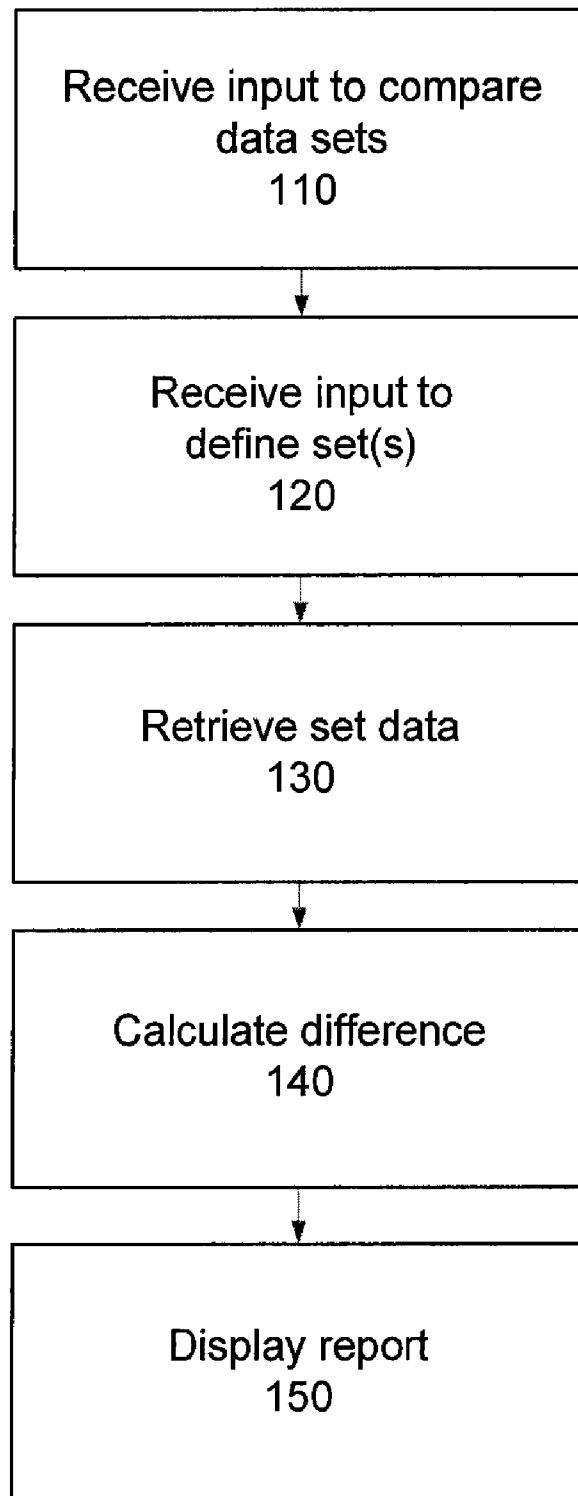 Receive input to compare
data sets
110
Receive input to
define set(s)
120
Retrieve set data
130
Calculate difference
140
Display report
150